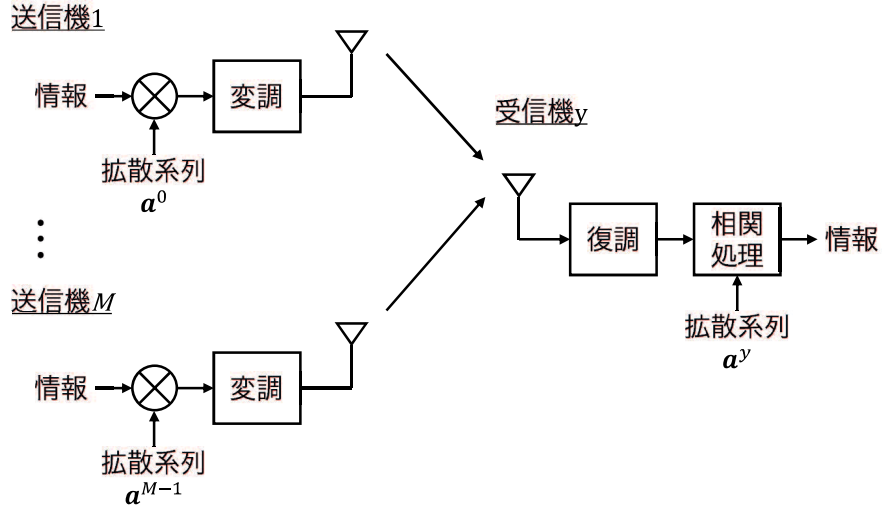 送信機1
情報
変調
拡散系列
a^0
⋮
送信機M
情報
変調
拡散系列
a^{M−1}
受信機y
復調
相関
処理
情報
拡散系列
a^y